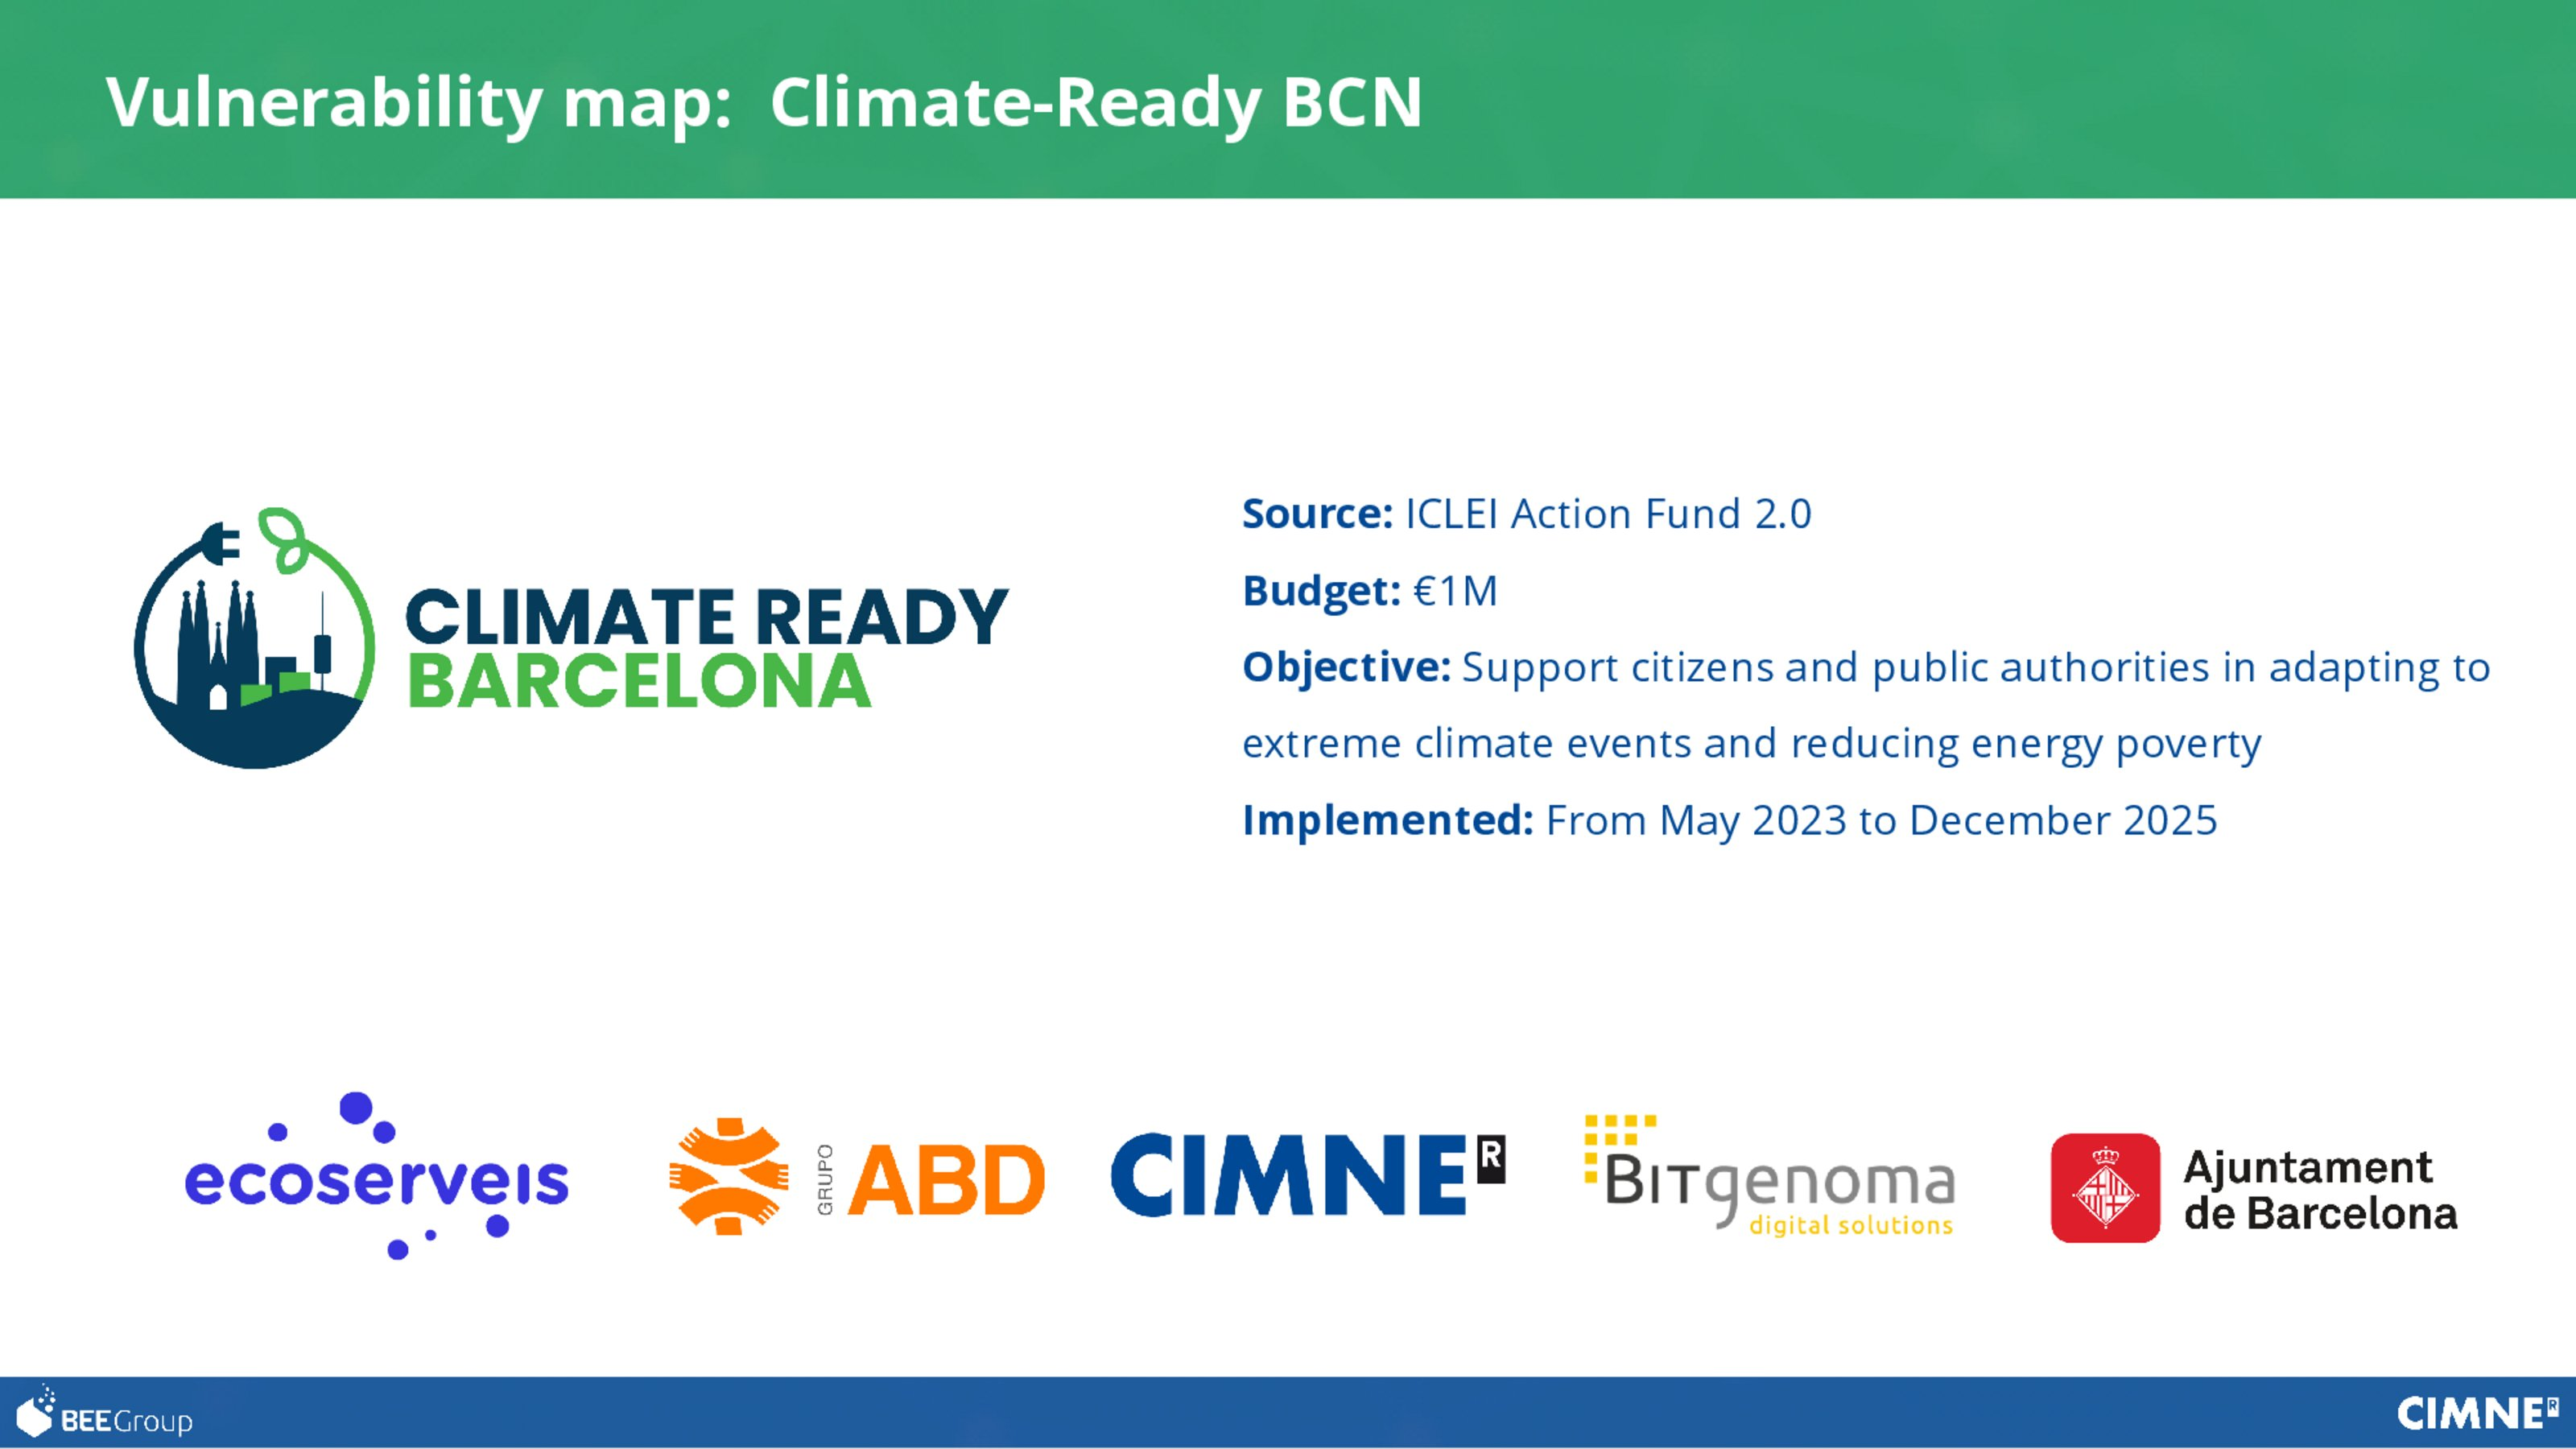 Vulnerability map: Climate-Ready BCN
CLIMATE READY
BARCELONA
Source: ICLEI Action Fund 2.0
Budget: €1M
Objective: Support citizens and public authorities in adapting to
extreme climate events and reducing energy poverty
Implemented: From May 2023 to December 2025
ecoserveis
GRUPO ABD
CIMNE R
BITgenoma
digital solutions
Ajuntament
de Barcelona
BEE Group
CIMNE R